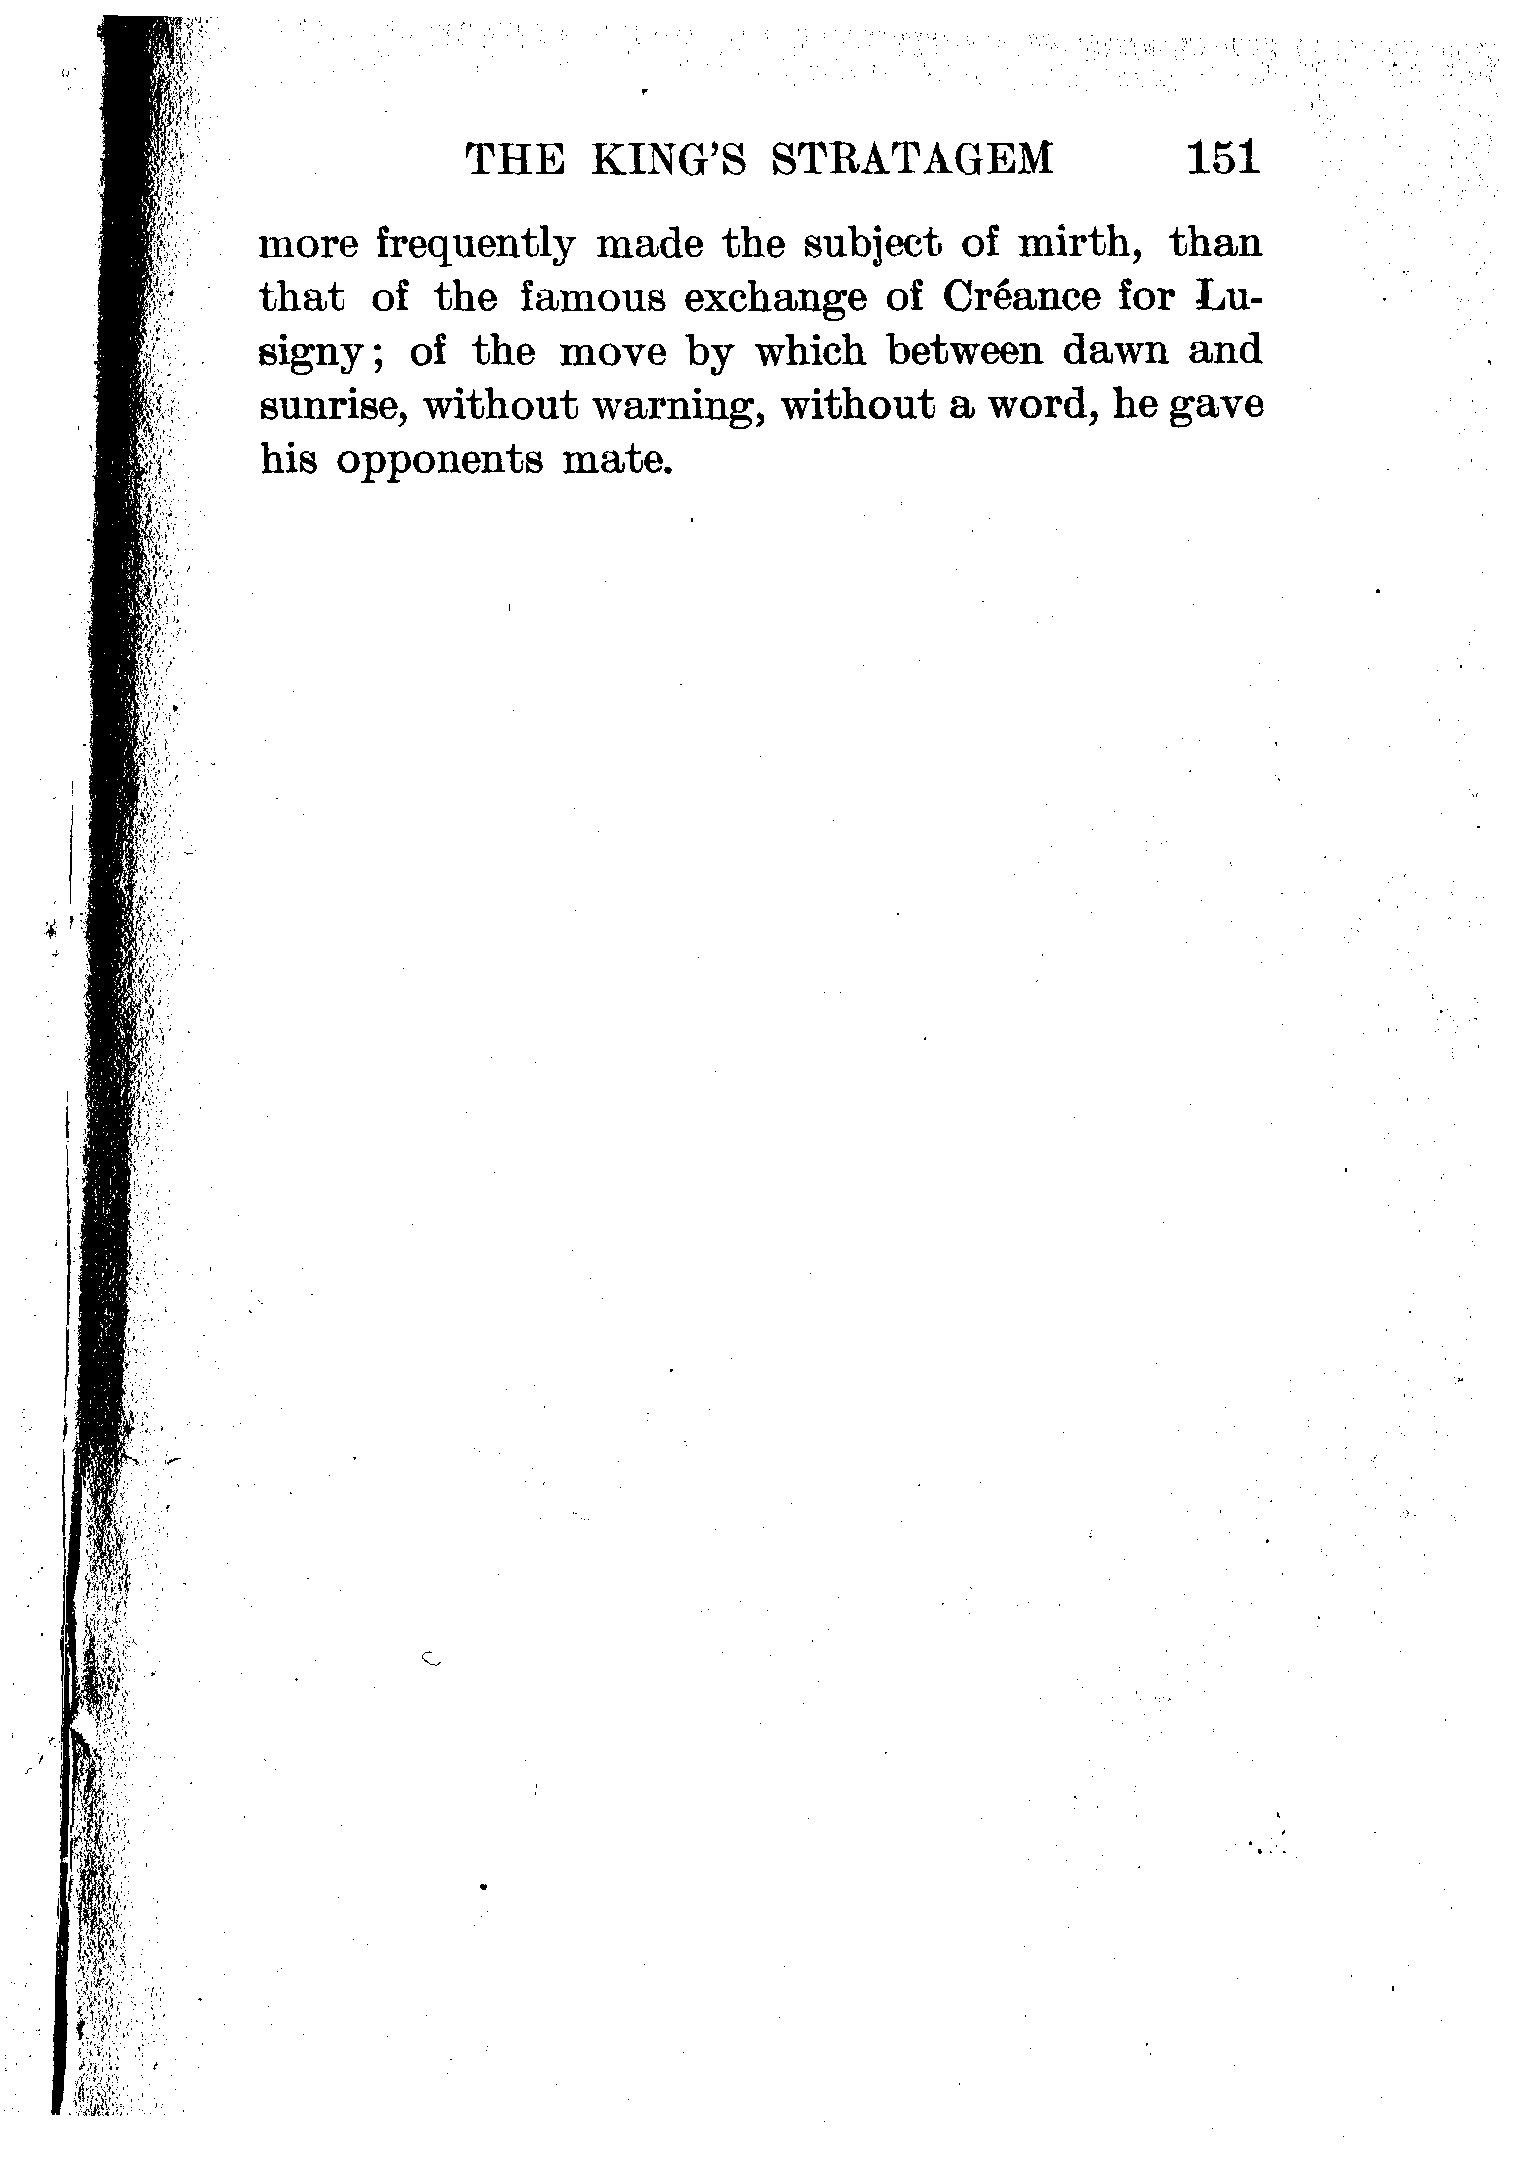 THE KING'S STRATAGEM 151
more frequently made the subject of mirth, than
that of the famous exchange of Créance for Lu-
signy; of the move by which between dawn and
sunrise, without warning, without a word, he gave
his opponents mate.